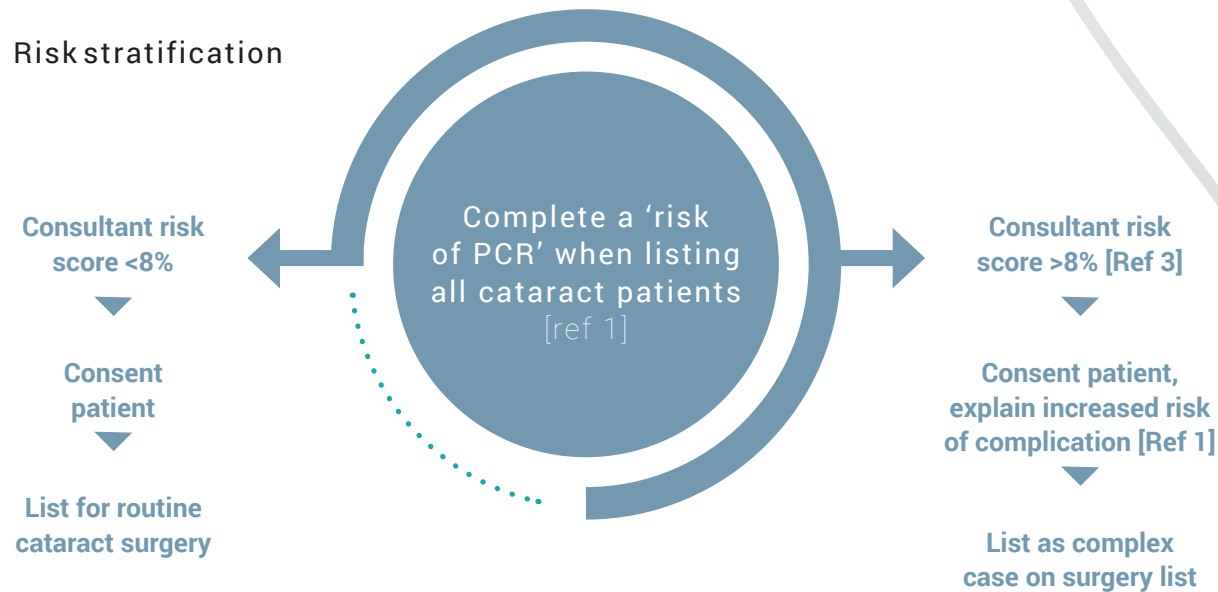 Risk stratification
Complete a ‘risk
of PCR’ when listing
all cataract patients
[ref 1]
Consultant risk
score <8%
Consent
patient
List for routine
cataract surgery
Consultant risk
score >8% [Ref 3]
Consent patient,
explain increased risk
of complication [Ref 1]
List as complex
case on surgery list